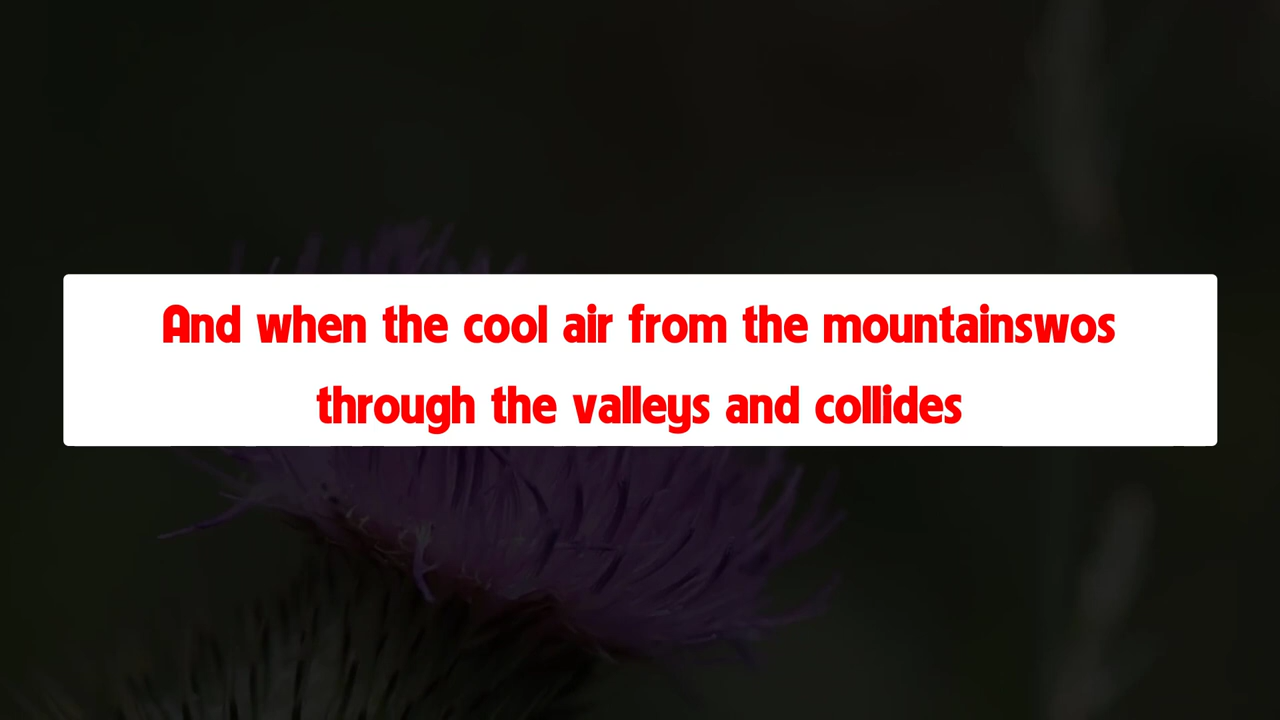 And when the cool air from the mountainswos
through the valleys and collides